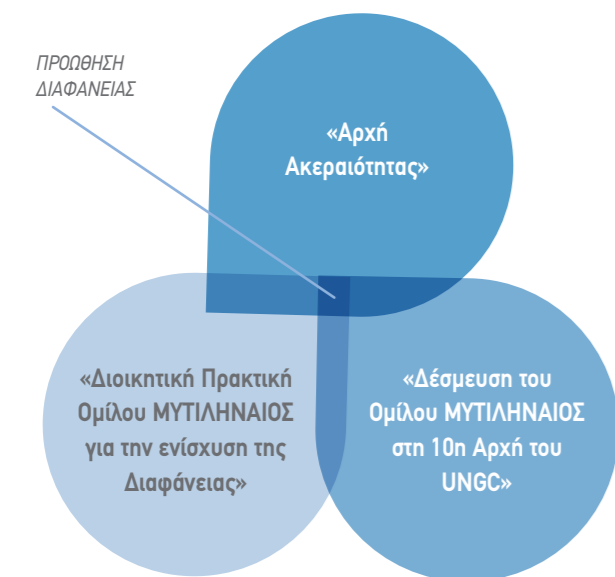 ΠΡΟΩΘΗΣΗ
ΔΙΑΦΑΝΕΙΑΣ
«Αρχή
Ακεραιότητας»
«Διοικητική Πρακτική
Ομίλου ΜΥΤΙΛΗΝΑΙΟΣ
για την ενίσχυση της
Διαφάνειας»
«Δέσμευση του
Ομίλου ΜΥΤΙΛΗΝΑΙΟΣ
στη 10η Αρχή του
UNGC»